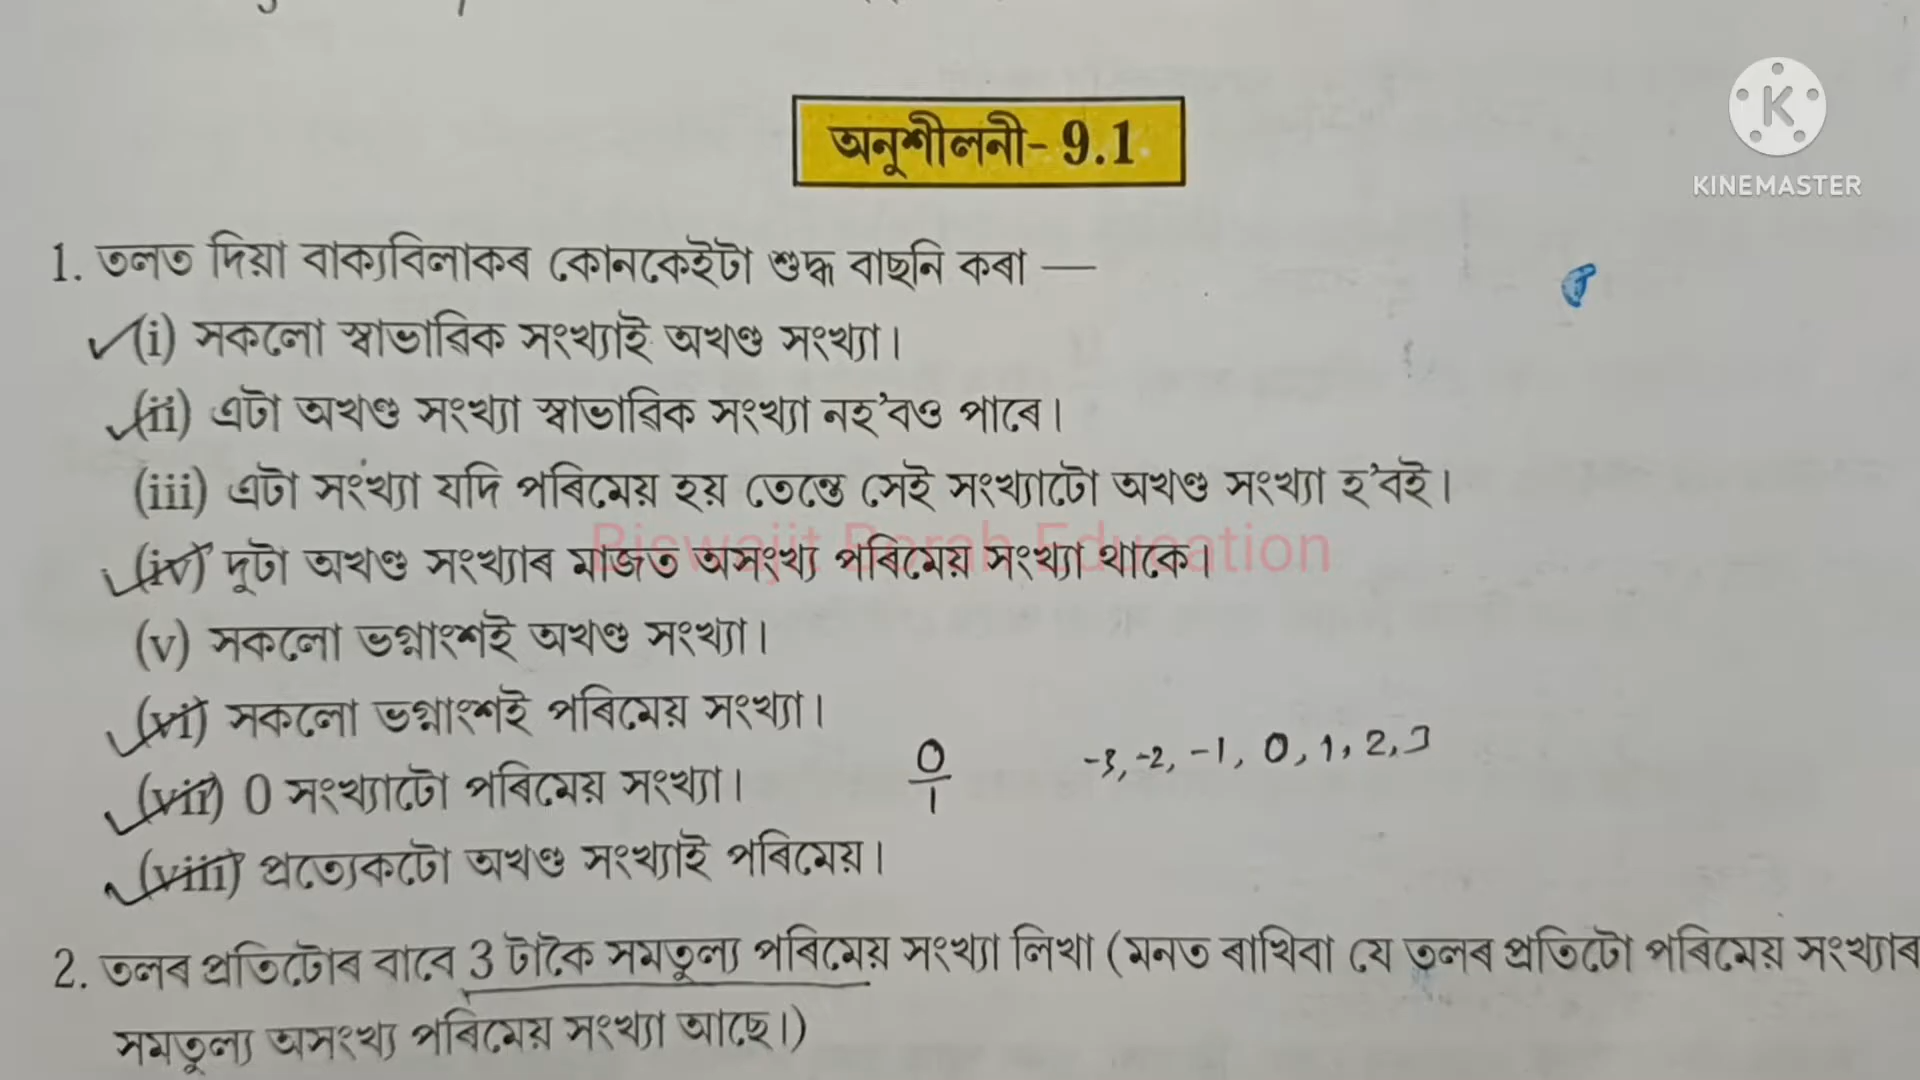 KINEMASTER
অনুশীলনী- 9.1
1. তলত দিয়া বাক্যবিলাকৰ কোনকেইটা শুদ্ধ বাছনি কৰা —
(i) সকলো স্বাভাৱিক সংখ্যাই অখণ্ড সংখ্যা।
(ii) এটা অখণ্ড সংখ্যা স্বাভাৱিক সংখ্যা নহ’বও পাৰে।
(iii) এটা সংখ্যা যদি পৰিমেয় হয় তেন্তে সেই সংখ্যাটো অখণ্ড সংখ্যা হ’বই।
Biswajit Borah Education
(iv) দুটা অখণ্ড সংখ্যাৰ মাজত অসংখ্য পৰিমেয় সংখ্যা থাকে।
(v) সকলো ভগ্নাংশই অখণ্ড সংখ্যা।
(vi) সকলো ভগ্নাংশই পৰিমেয় সংখ্যা।
(vii) 0 সংখ্যাটো পৰিমেয় সংখ্যা।
0
1
-3, -2, -1, 0, 1, 2, 3
(viii) প্ৰত্যেকটো অখণ্ড সংখ্যাই পৰিমেয়।
2. তলৰ প্ৰতিটোৰ বাবে 3 টাকৈ সমতুল্য পৰিমেয় সংখ্যা লিখা (মনত ৰাখিবা যে তলৰ প্ৰতিটো পৰিমেয় সংখ্যাৰ
সমতুল্য অসংখ্য পৰিমেয় সংখ্যা আছে।)